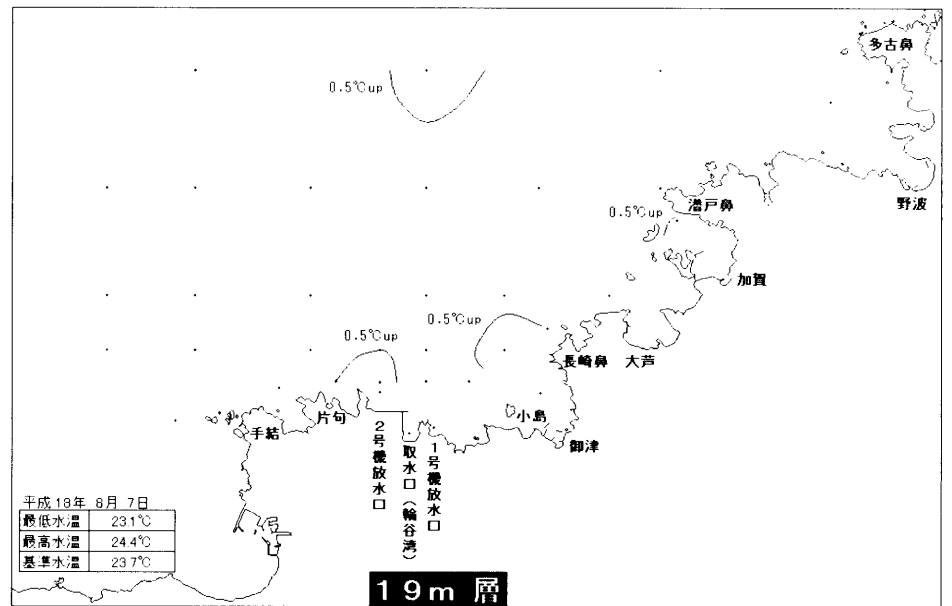 多古鼻
0.5℃up
野波
潜戸鼻
0.5℃up
加賀
0.5℃up
0.5℃up
長崎鼻
大芦
片句
小島
手結
御津
2号機放水口
取水口(輪谷湾)
1号機放水口
平成18年 8月 7日
最低水温 23.1℃
最高水温 24.4℃
基準水温 23.7℃
19m 層